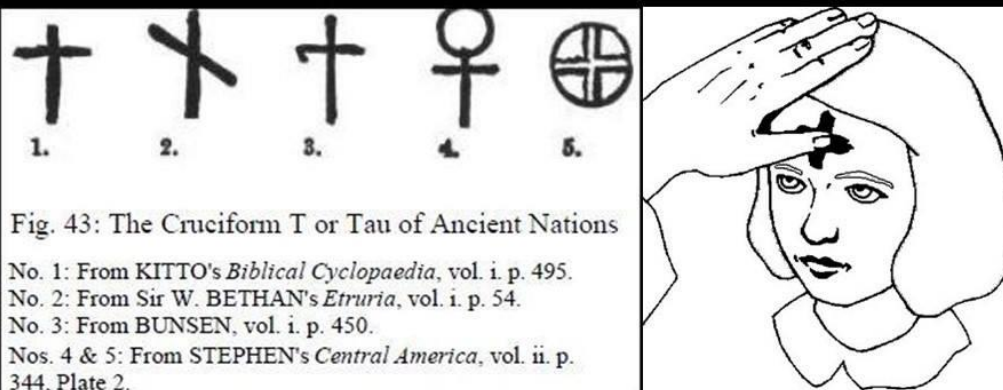 1. 2. 3. 4. 5.
Fig. 43: The Cruciform T or Tau of Ancient Nations
No. 1: From KITTO's Biblical Cyclopaedia, vol. i. p. 495.
No. 2: From Sir W. BETHAN's Etruria, vol. i. p. 54.
No. 3: From BUNSEN, vol. i. p. 450.
Nos. 4 & 5: From STEPHEN's Central America, vol. ii. p.
344, Plate 2.